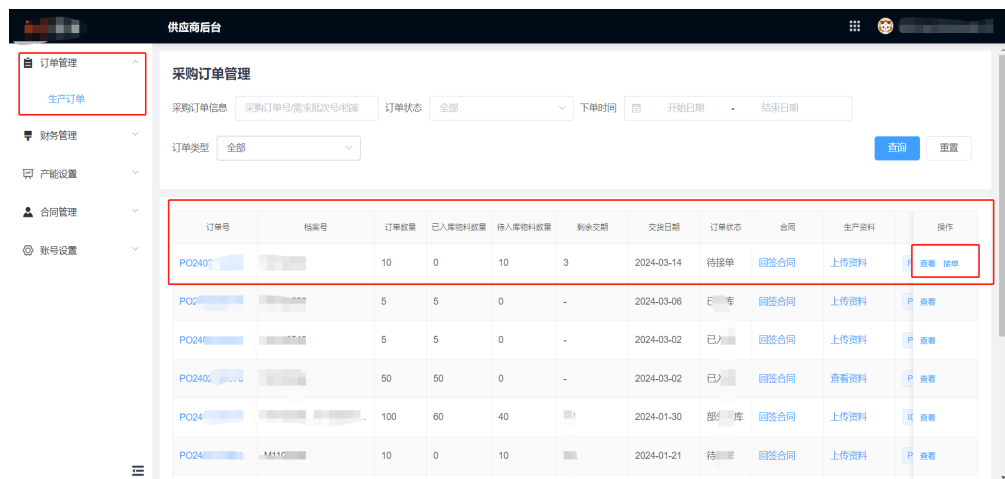 供应商后台
订单管理
生产订单
财务管理
产能设置
合同管理
账号设置
采购订单管理
采购订单信息 采购订单号/需求批次号/档案 订单状态 全部 下单时间 开始日期 - 结束日期
订单类型 全部 查询 重置
订单号 档案号 订单数量 已入库物料数量 待入库物料数量 剩余交期 交货日期 订单状态 合同 生产资料 操作
PO240 10 0 10 3 2024-03-14 待接单 回签合同 上传资料 查看 接单
5 5 0 - 2024-03-06 回签合同 上传资料 P 查看
PO24 5 5 0 - 2024-03-02 回签合同 上传资料 P 查看
PO240 50 50 0 - 2024-03-02 回签合同 查看资料 P 查看
PO24 100 60 40 2024-01-30 回签合同 上传资料 查看
PO24 10 0 10 2024-01-21 回签合同 上传资料 P 查看